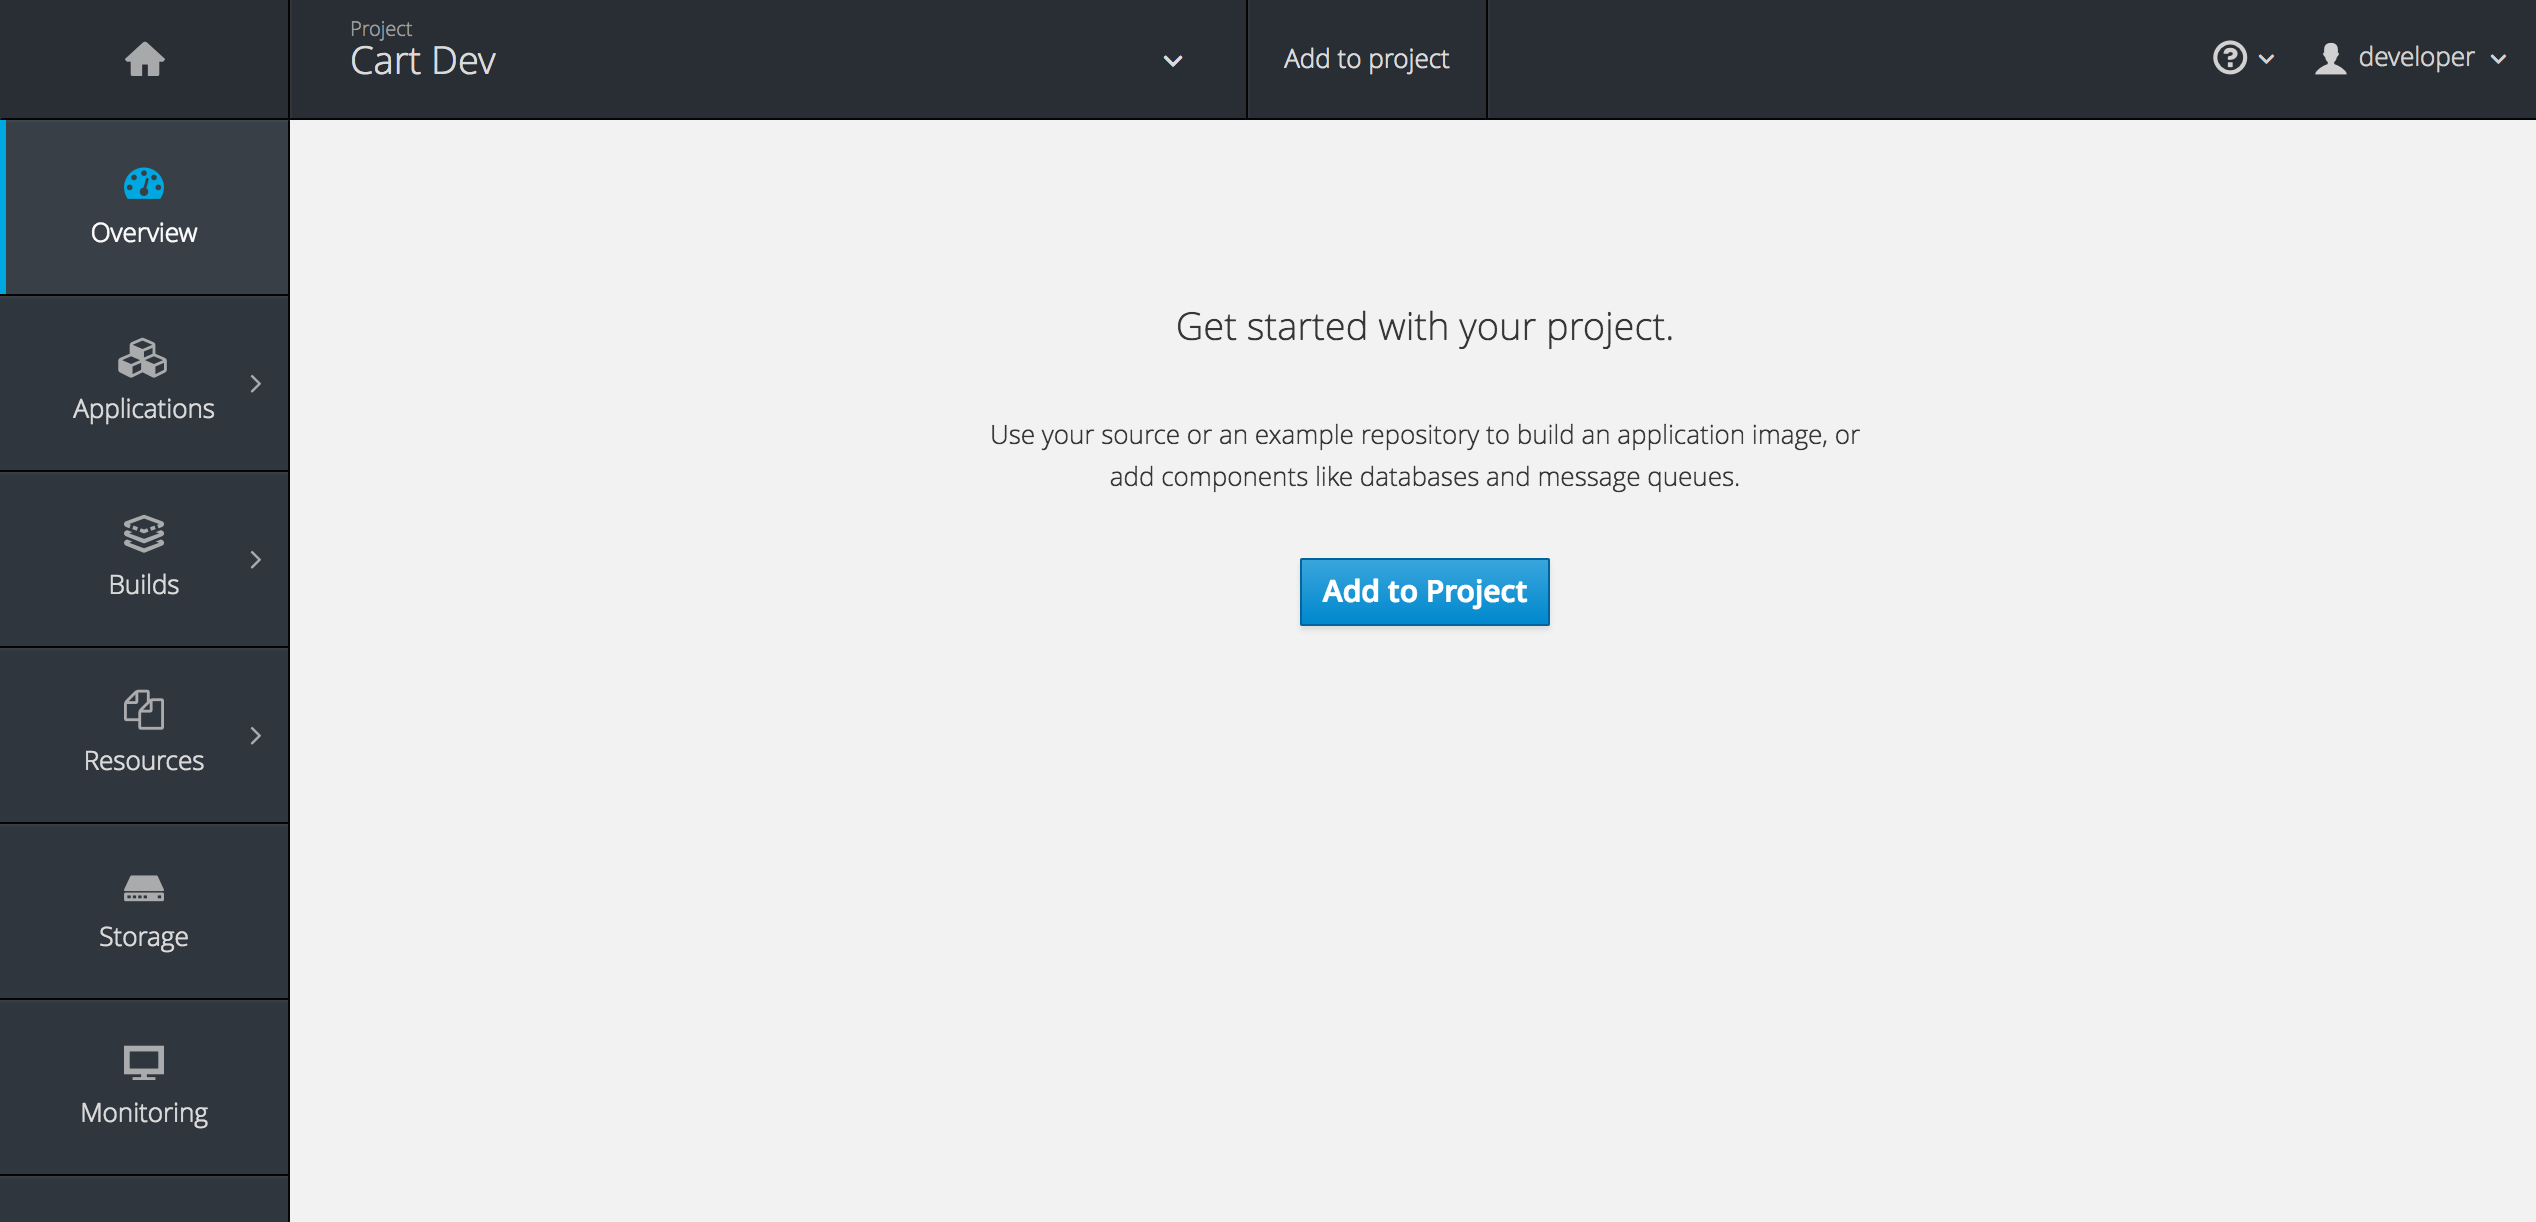 Project
Cart Dev
Add to project
developer
Overview
Applications
Builds
Resources
Storage
Monitoring
Get started with your project.
Use your source or an example repository to build an application image, or
add components like databases and message queues.
Add to Project